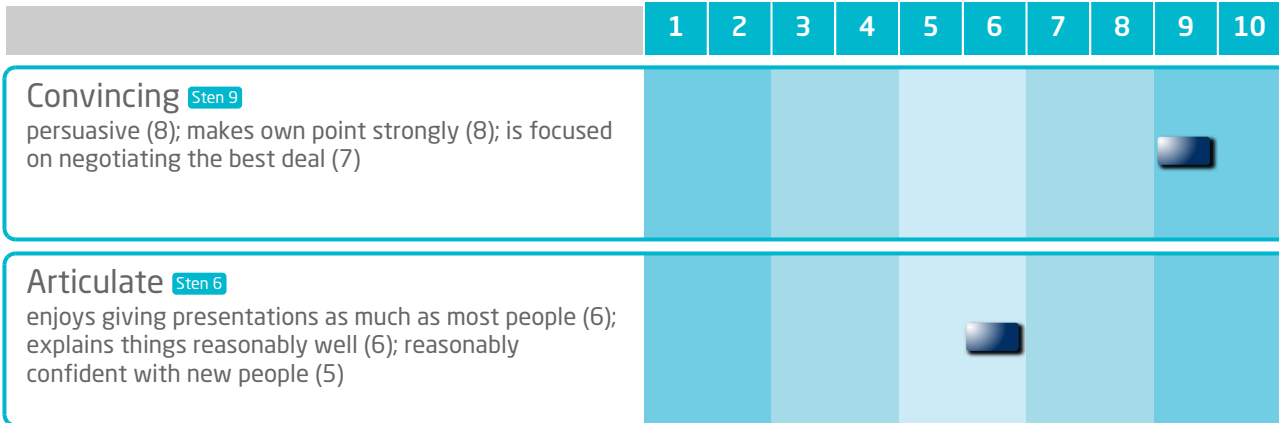 1 2 3 4 5 6 7 8 9 10
Convincing Sten 9
persuasive (8); makes own point strongly (8); is focused
on negotiating the best deal (7)
Articulate Sten 6
enjoys giving presentations as much as most people (6);
explains things reasonably well (6); reasonably
confident with new people (5)